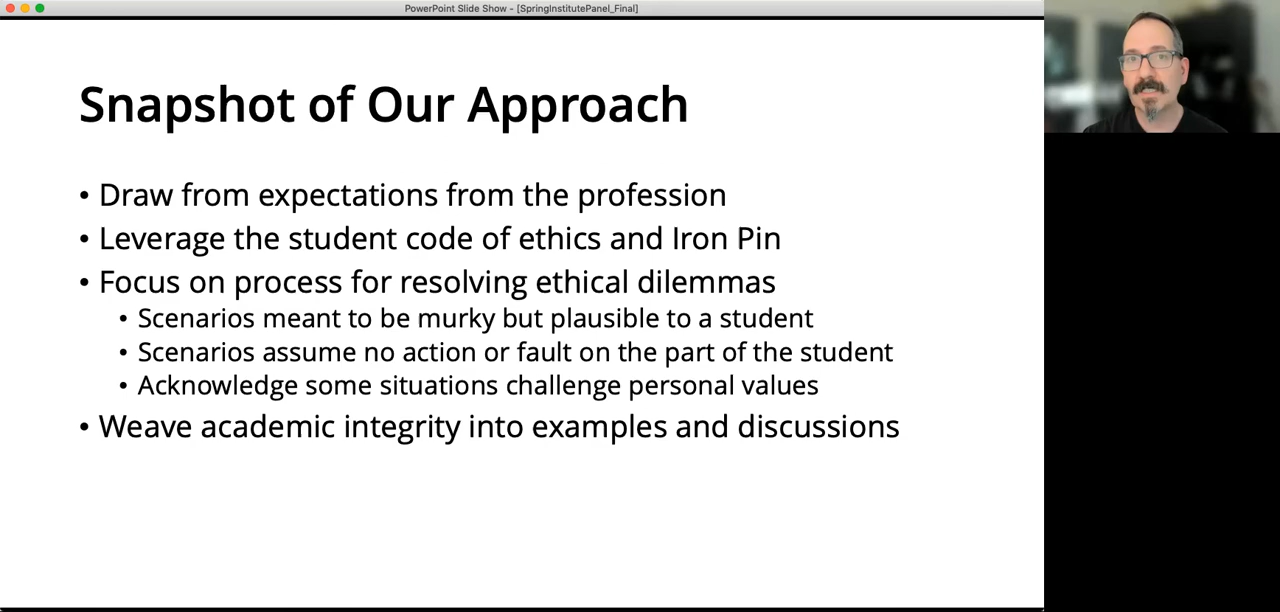 PowerPoint Slide Show - [SpringInstitutePanel_Final]
Snapshot of Our Approach
• Draw from expectations from the profession
• Leverage the student code of ethics and Iron Pin
• Focus on process for resolving ethical dilemmas
• Scenarios meant to be murky but plausible to a student
• Scenarios assume no action or fault on the part of the student
• Acknowledge some situations challenge personal values
• Weave academic integrity into examples and discussions